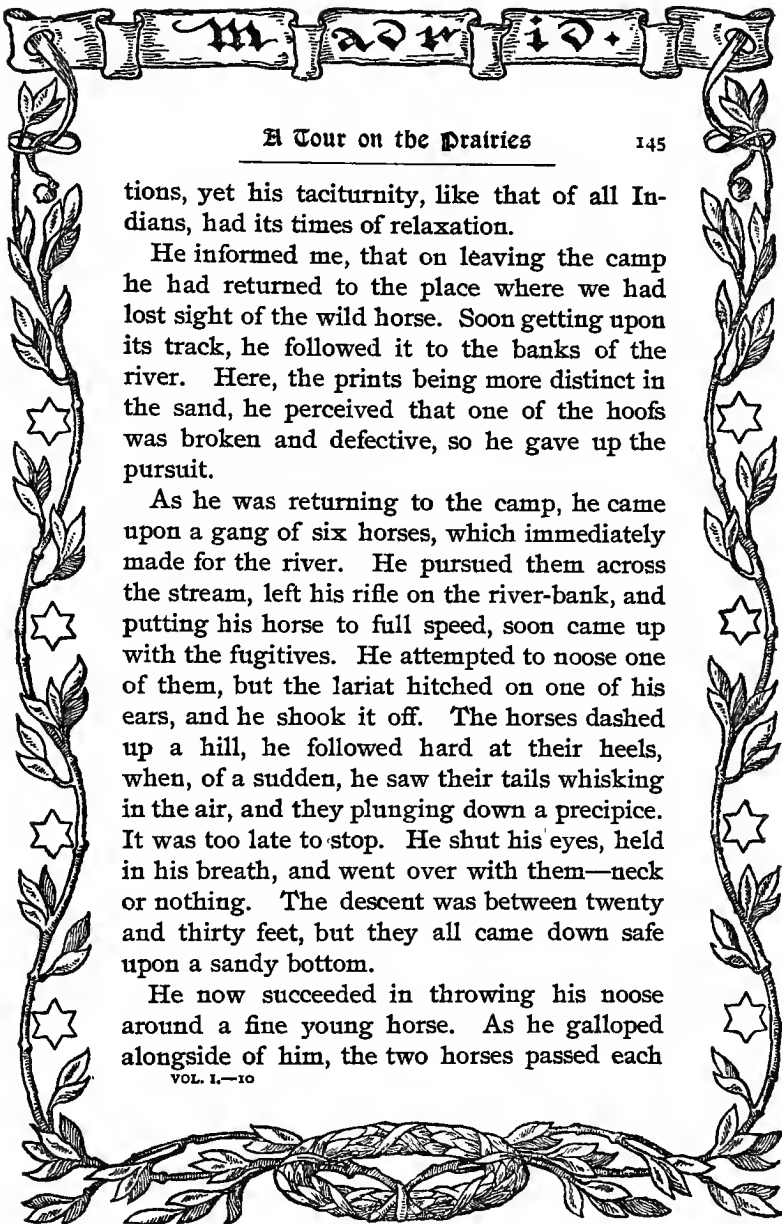 Madrid.
A Tour on the Prairies 145
tions, yet his taciturnity, like that of all In-
dians, had its times of relaxation.
He informed me, that on leaving the camp
he had returned to the place where we had
lost sight of the wild horse. Soon getting upon
its track, he followed it to the banks of the
river. Here, the prints being more distinct in
the sand, he perceived that one of the hoofs
was broken and defective, so he gave up the
pursuit.
As he was returning to the camp, he came
upon a gang of six horses, which immediately
made for the river. He pursued them across
the stream, left his rifle on the river-bank, and
putting his horse to full speed, soon came up
with the fugitives. He attempted to noose one
of them, but the lariat hitched on one of his
ears, and he shook it off. The horses dashed
up a hill, he followed hard at their heels,
when, of a sudden, he saw their tails whisking
in the air, and they plunging down a precipice.
It was too late to stop. He shut his eyes, held
in his breath, and went over with them—neck
or nothing. The descent was between twenty
and thirty feet, but they all came down safe
upon a sandy bottom.
He now succeeded in throwing his noose
around a fine young horse. As he galloped
alongside of him, the two horses passed each
VOL. I.—10